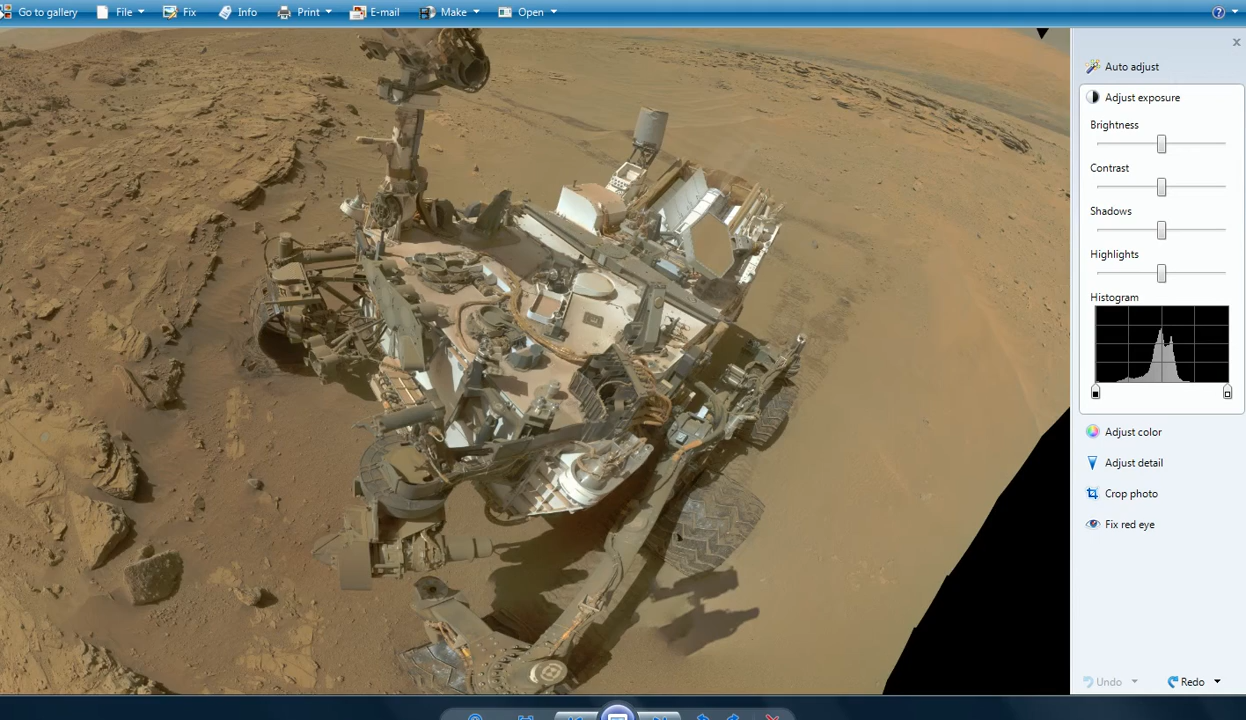 Go to gallery File Fix Info Print E-mail Make Open
Auto adjust
Adjust exposure
Brightness
Contrast
Shadows
Highlights
Histogram
Adjust color
Adjust detail
Crop photo
Fix red eye
Undo Redo